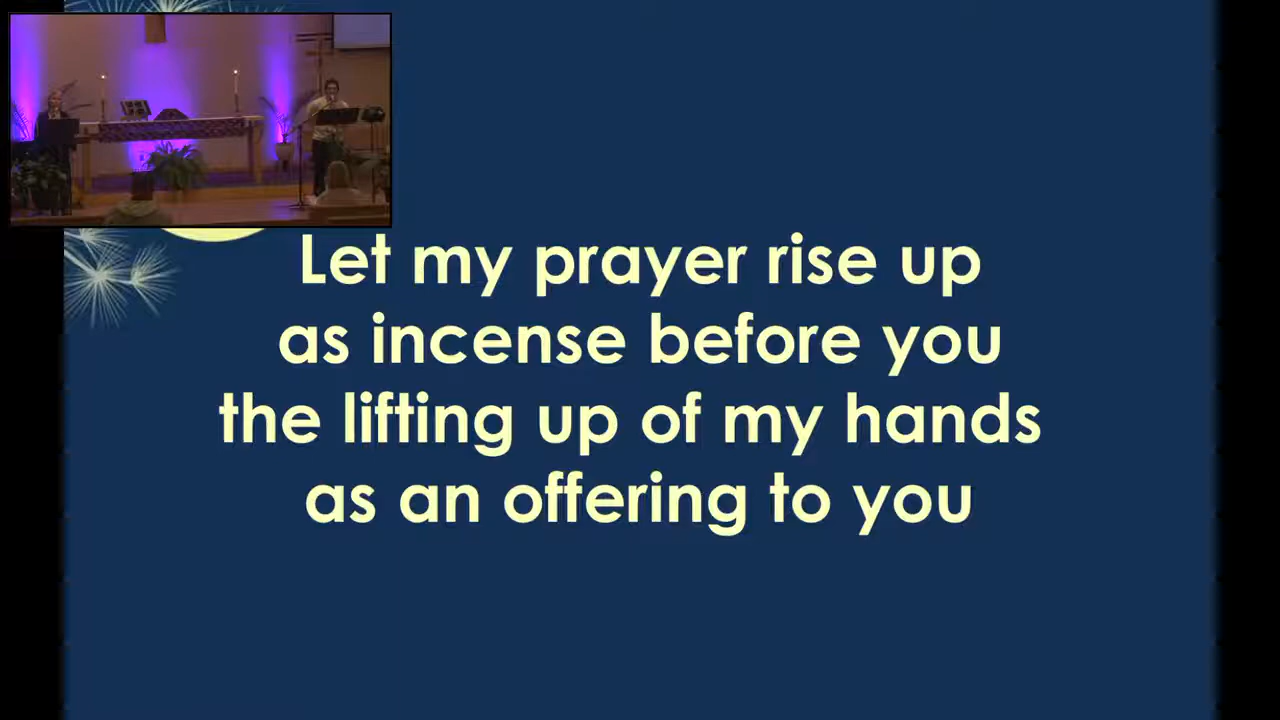 Let my prayer rise up
as incense before you
the lifting up of my hands
as an offering to you